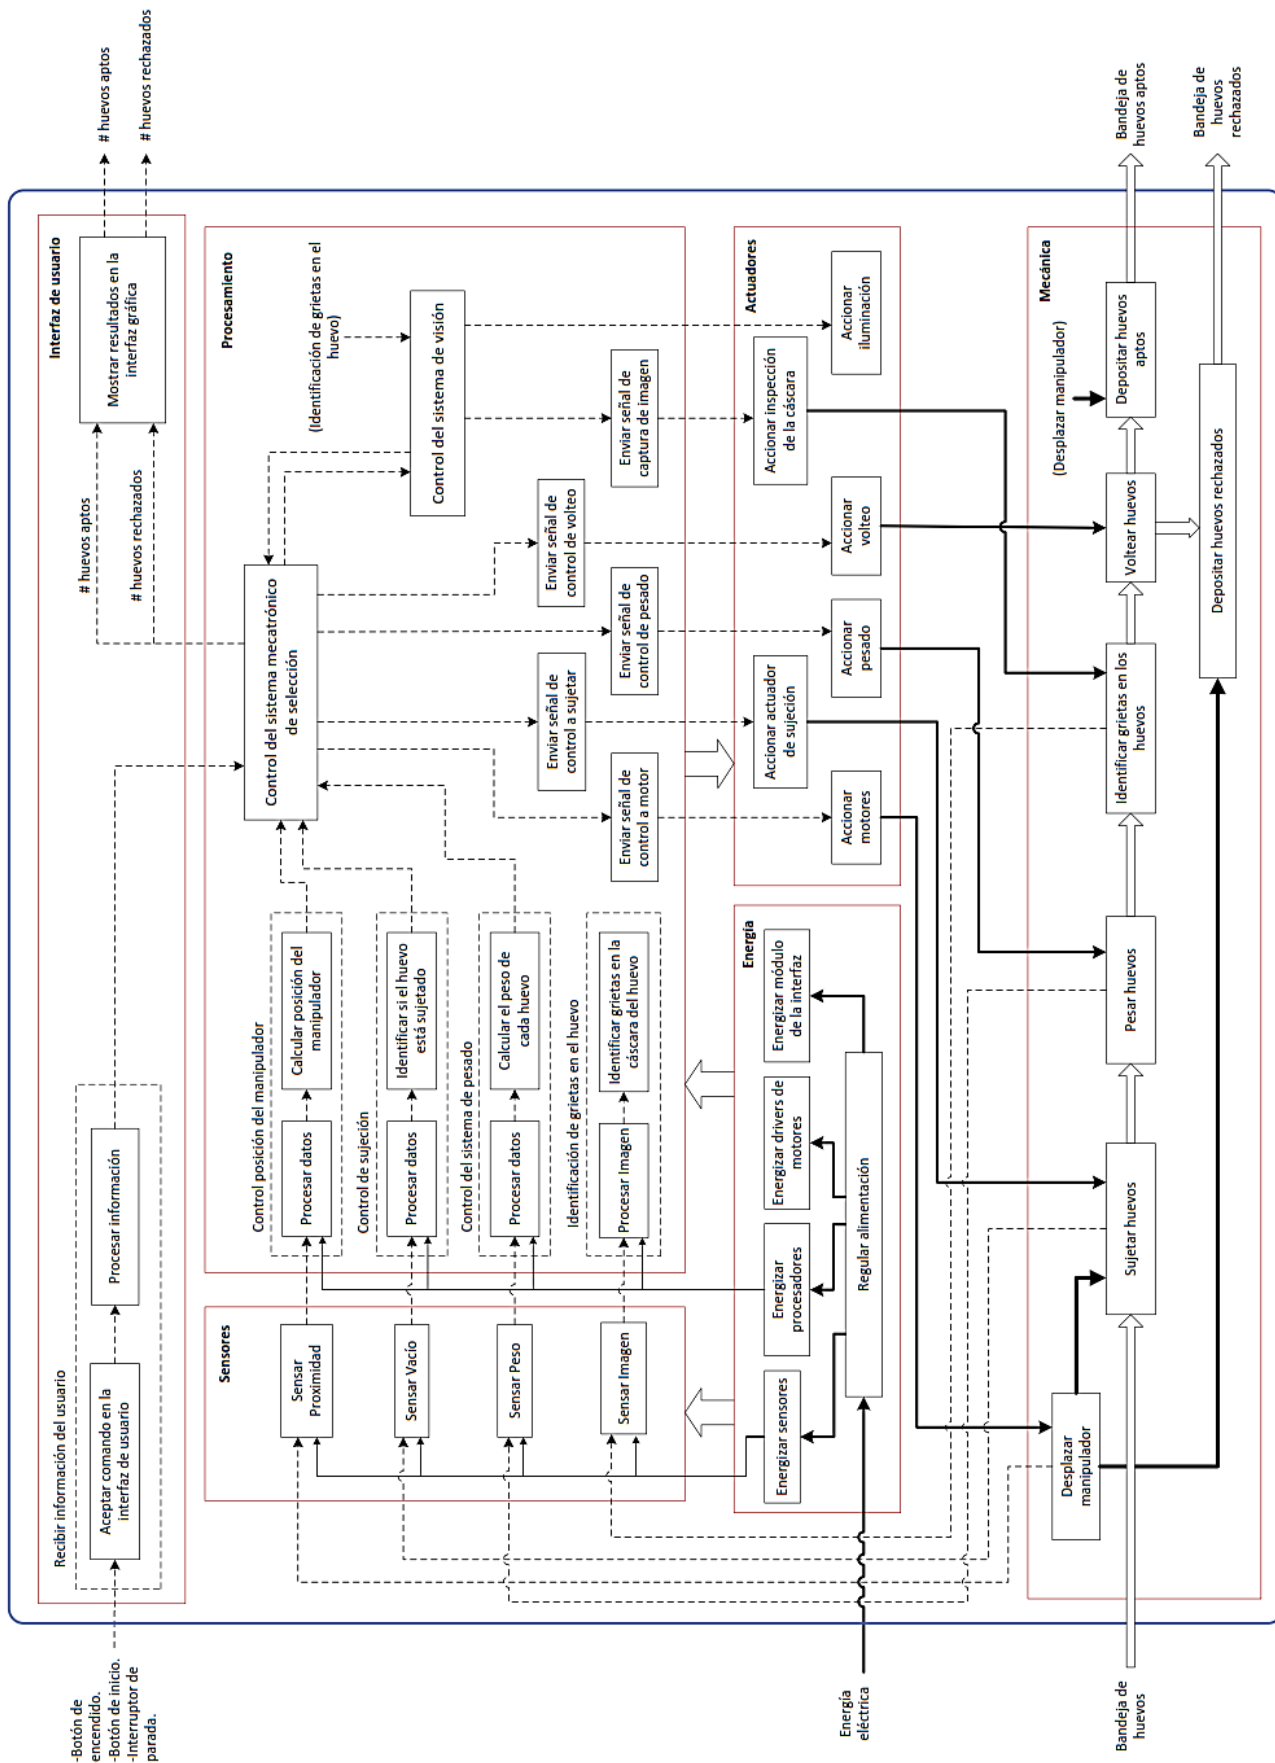 -Botón de
encendido.
-Botón de inicio.
-Interruptor de
parada.
Interfaz de usuario
Recibir información del usuario
Aceptar comando en la
interfaz de usuario
Procesar información
# huevos aptos
# huevos rechazados
Mostrar resultados en la
interfaz gráfica
# huevos aptos
# huevos rechazados
Sensores
Sensar
Proximidad
Sensar Vacío
Sensar Peso
Sensar Imagen
Procesamiento
Control posición del manipulador
Procesar datos
Calcular posición del
manipulador
Control de sujeción
Procesar datos
Identificar si el huevo
está sujetado
Control del sistema de pesado
Procesar datos
Calcular el peso de
cada huevo
Identificación de grietas en el huevo
Procesar Imagen
Identificar grietas en la
cáscara del huevo
Control del sistema mecatrónico
de selección
(Identificación de grietas en el
huevo)
Control del sistema de visión
Enviar señal de
control a motor
Enviar señal de
control a sujetar
Enviar señal de
control de pesado
Enviar señal de
control de volteo
Enviar señal de
captura de imagen
Energía
eléctrica
Energía
Energizar sensores
Energizar
procesadores
Energizar drivers de
motores
Energizar módulo
de la interfaz
Regular alimentación
Actuadores
Accionar
motores
Accionar actuador
de sujeción
Accionar
pesado
Accionar
volteo
Accionar inspección
de la cáscara
Accionar
iluminación
Bandeja de
huevos
Mecánica
Desplazar
manipulador
Sujetar huevos
Pesar huevos
Identificar grietas en los
huevos
Voltear huevos
(Desplazar manipulador)
Depositar huevos
aptos
Depositar huevos rechazados
Bandeja de
huevos aptos
Bandeja de
huevos
rechazados